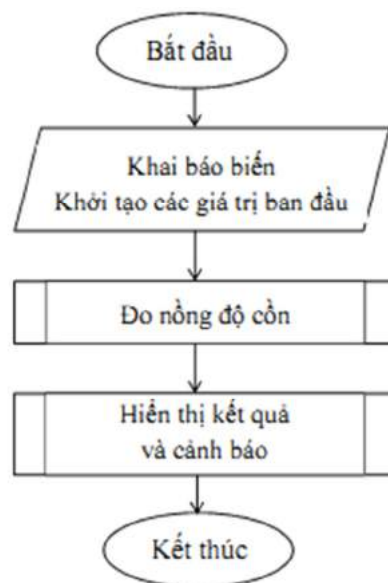 Bắt đầu
Khai báo biến
Khởi tạo các giá trị ban đầu
Đo nồng độ cồn
Hiển thị kết quả
và cảnh báo
Kết thúc